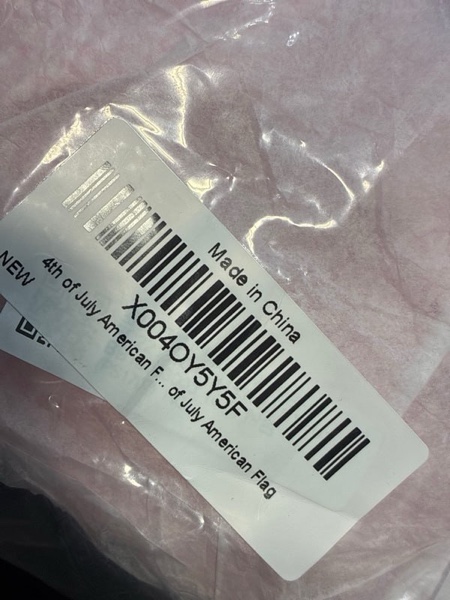 Made in China
X004OY5Y5F
4th of July American F... of July American Flag
NEW